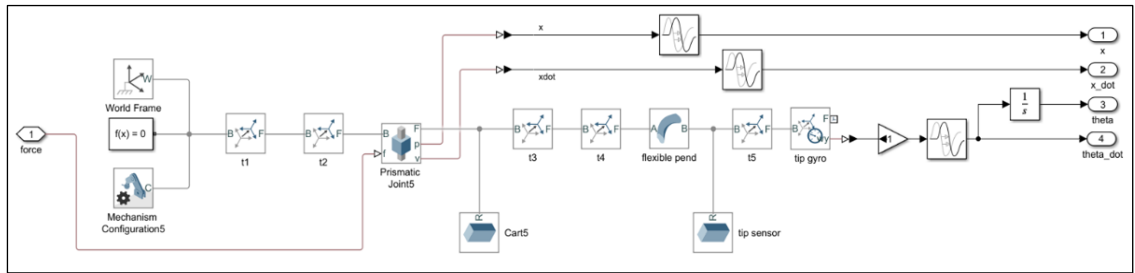 x
1
x
World Frame
W
xdot
2
x_dot
f(x) = 0
1
s
3
theta
1
force
B F
t1
B F
t2
B F
f p
v
Prismatic
Joint5
B F
t3
B F
t4
A B
flexible pend
B F
t5
B F
wy
tip gyro
-1
4
theta_dot
C
Mechanism
Configuration5
R
Cart5
R
tip sensor